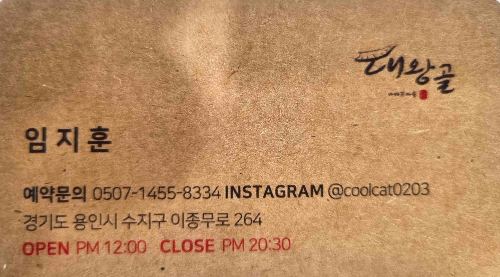 대왕골
임지훈
예약문의 0507-1455-8334 INSTAGRAM @coolcat0203
경기도 용인시 수지구 이종무로 264
OPEN PM 12:00 CLOSE PM 20:30